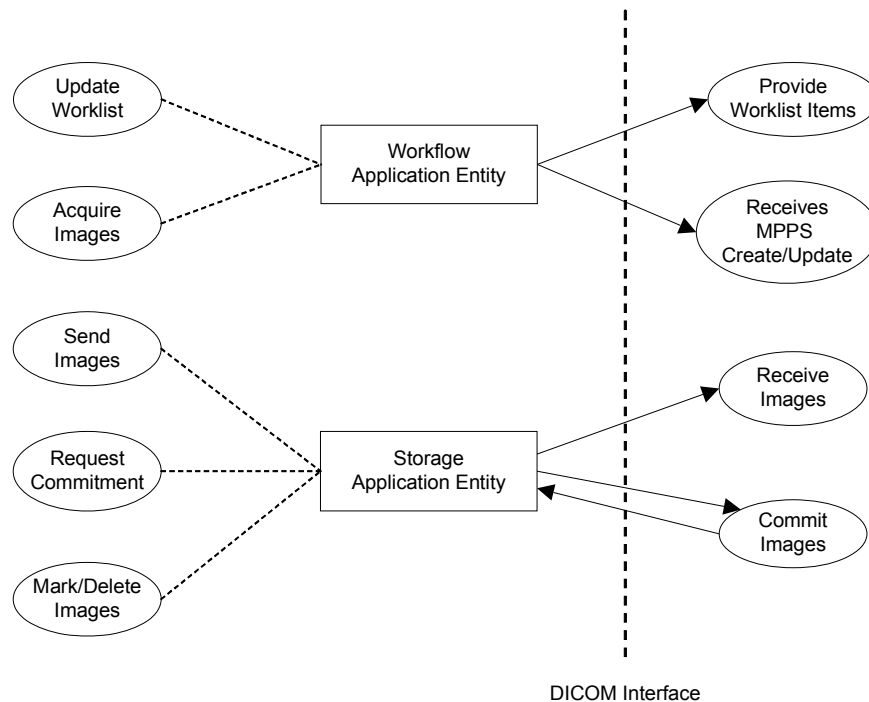 Update
Worklist
Acquire
Images
Workflow
Application Entity
Provide
Worklist Items
Receives
MPPS
Create/Update
Send
Images
Request
Commitment
Mark/Delete
Images
Storage
Application Entity
Receive
Images
Commit
Images
DICOM Interface